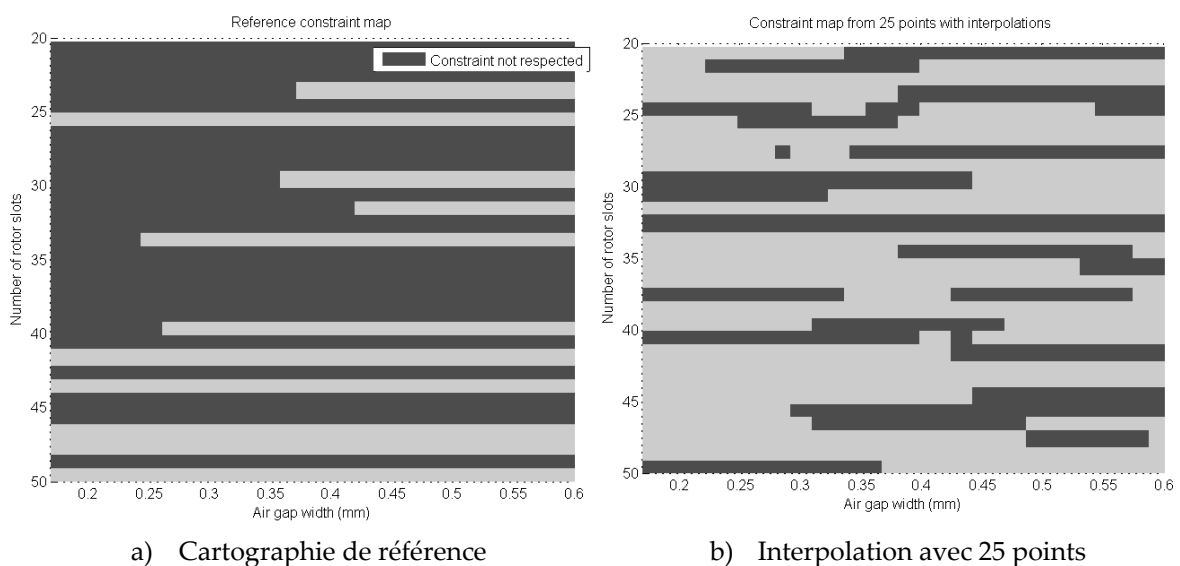 Reference constraint map
Constraint not respected
20
25
30
35
40
45
50
Number of rotor slots
0.2 0.25 0.3 0.35 0.4 0.45 0.5 0.55 0.6
Air gap width (mm)
a) Cartographie de référence
Constraint map from 25 points with interpolations
20
25
30
35
40
45
50
Number of rotor slots
0.2 0.25 0.3 0.35 0.4 0.45 0.5 0.55 0.6
Air gap width (mm)
b) Interpolation avec 25 points